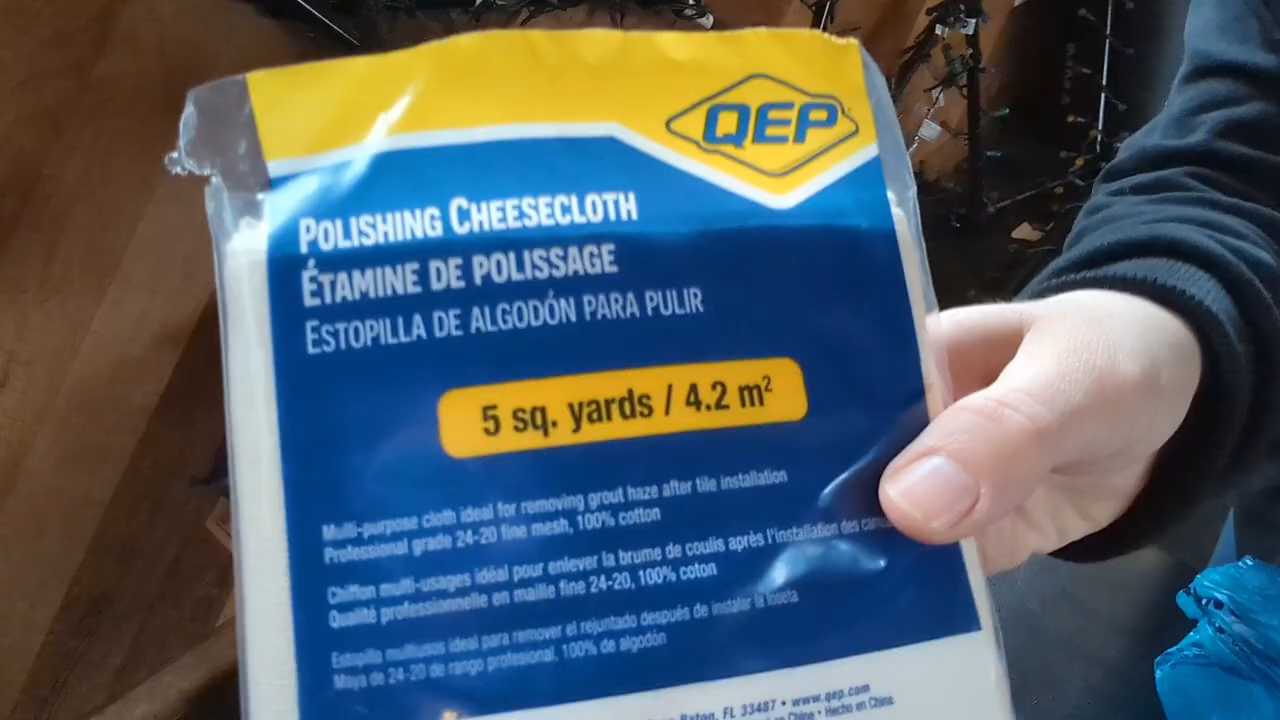 QEP
POLISHING CHEESECLOTH
ÉTAMINE DE POLISSAGE
ESTOPILLA DE ALGODÓN PARA PULIR
5 sq. yards / 4.2 m²
Multi-purpose cloth ideal for removing grout haze after tile installation
Professional grade 24-20 fine mesh, 100% cotton
Chiffon multi-usages idéal pour enlever la brume de coulis après l'installation des
Qualité professionnelle en maille fine 24-20, 100% coton
Estopilla multiusos ideal para remover el rejuntado después de instalar la loseta
Maya de 24-20 de rango profesional, 100% de algodón
Raton, FL 33487 • www.qep.com
en Chine • Hecho en China